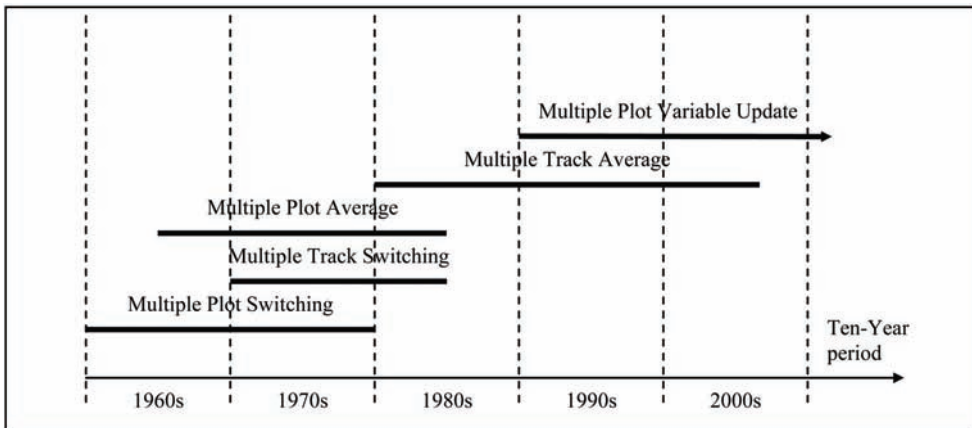 Multiple Plot Variable Update
Multiple Track Average
Multiple Plot Average
Multiple Track Switching
Multiple Plot Switching
Ten-Year
period
1960s 1970s 1980s 1990s 2000s